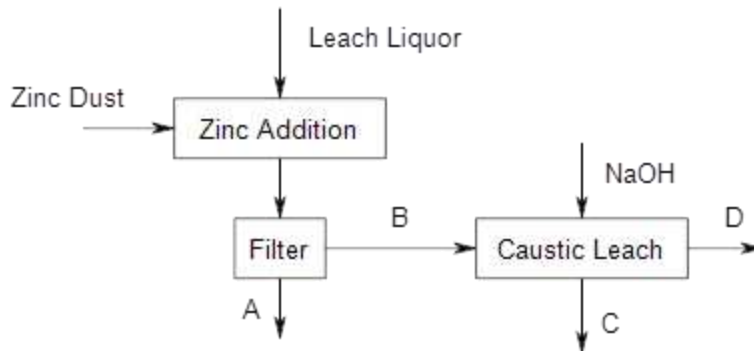 Leach Liquor
Zinc Dust
Zinc Addition
NaOH
B
D
Filter
Caustic Leach
A
C